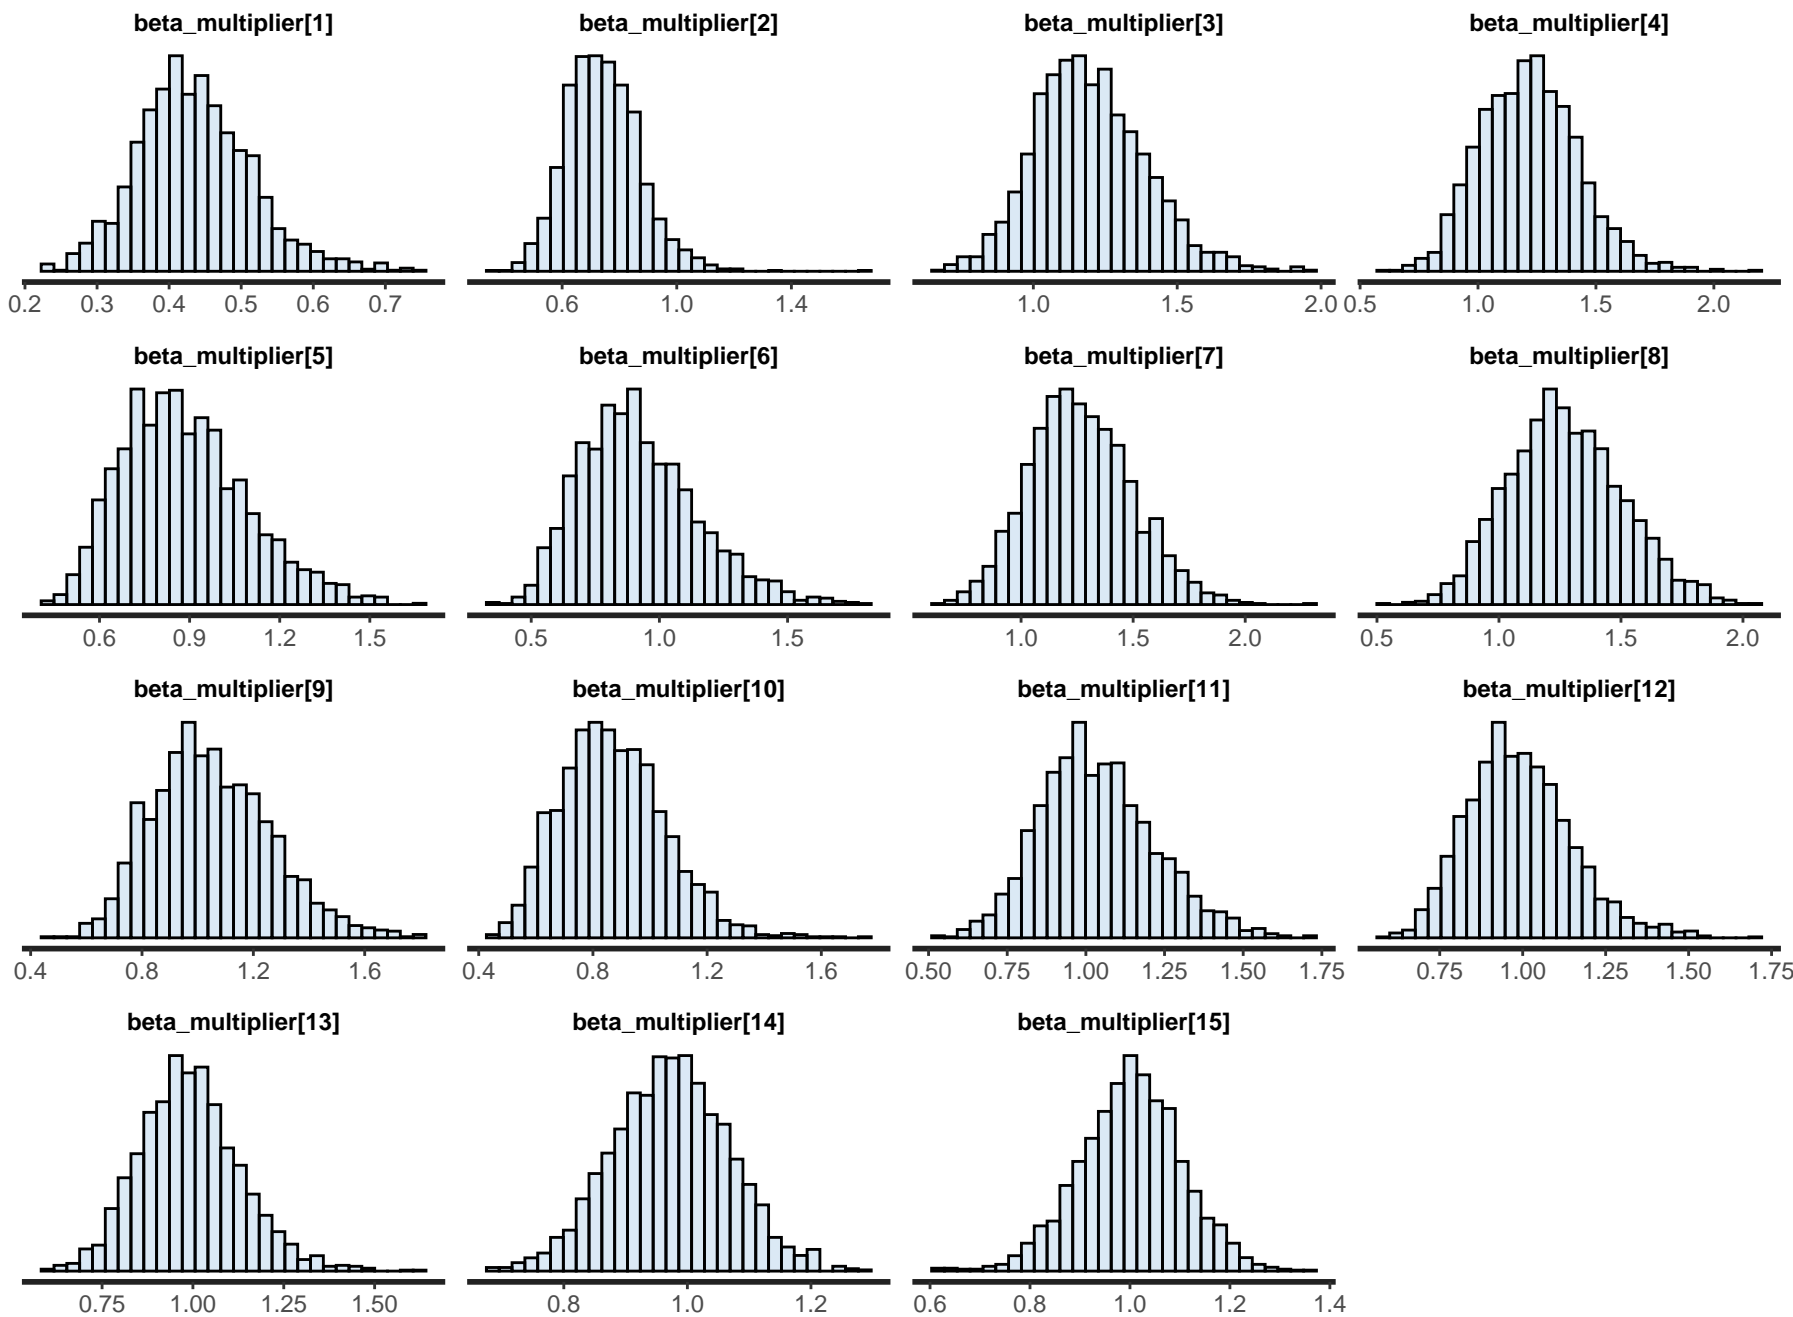 beta_multiplier[1] beta_multiplier[2] beta_multiplier[3] beta_multiplier[4]
0.2 0.3 0.4 0.5 0.6 0.7 0.6 1.0 1.4 1.0 1.5 2.0 0.5 1.0 1.5 2.0
beta_multiplier[5] beta_multiplier[6] beta_multiplier[7] beta_multiplier[8]
0.6 0.9 1.2 1.5 0.5 1.0 1.5 1.0 1.5 2.0 0.5 1.0 1.5 2.0
beta_multiplier[9] beta_multiplier[10] beta_multiplier[11] beta_multiplier[12]
0.4 0.8 1.2 1.6 0.4 0.8 1.2 1.6 0.50 0.75 1.00 1.25 1.50 1.75 0.75 1.00 1.25 1.50 1.75
beta_multiplier[13] beta_multiplier[14] beta_multiplier[15]
0.75 1.00 1.25 1.50 0.8 1.0 1.2 0.6 0.8 1.0 1.2 1.4